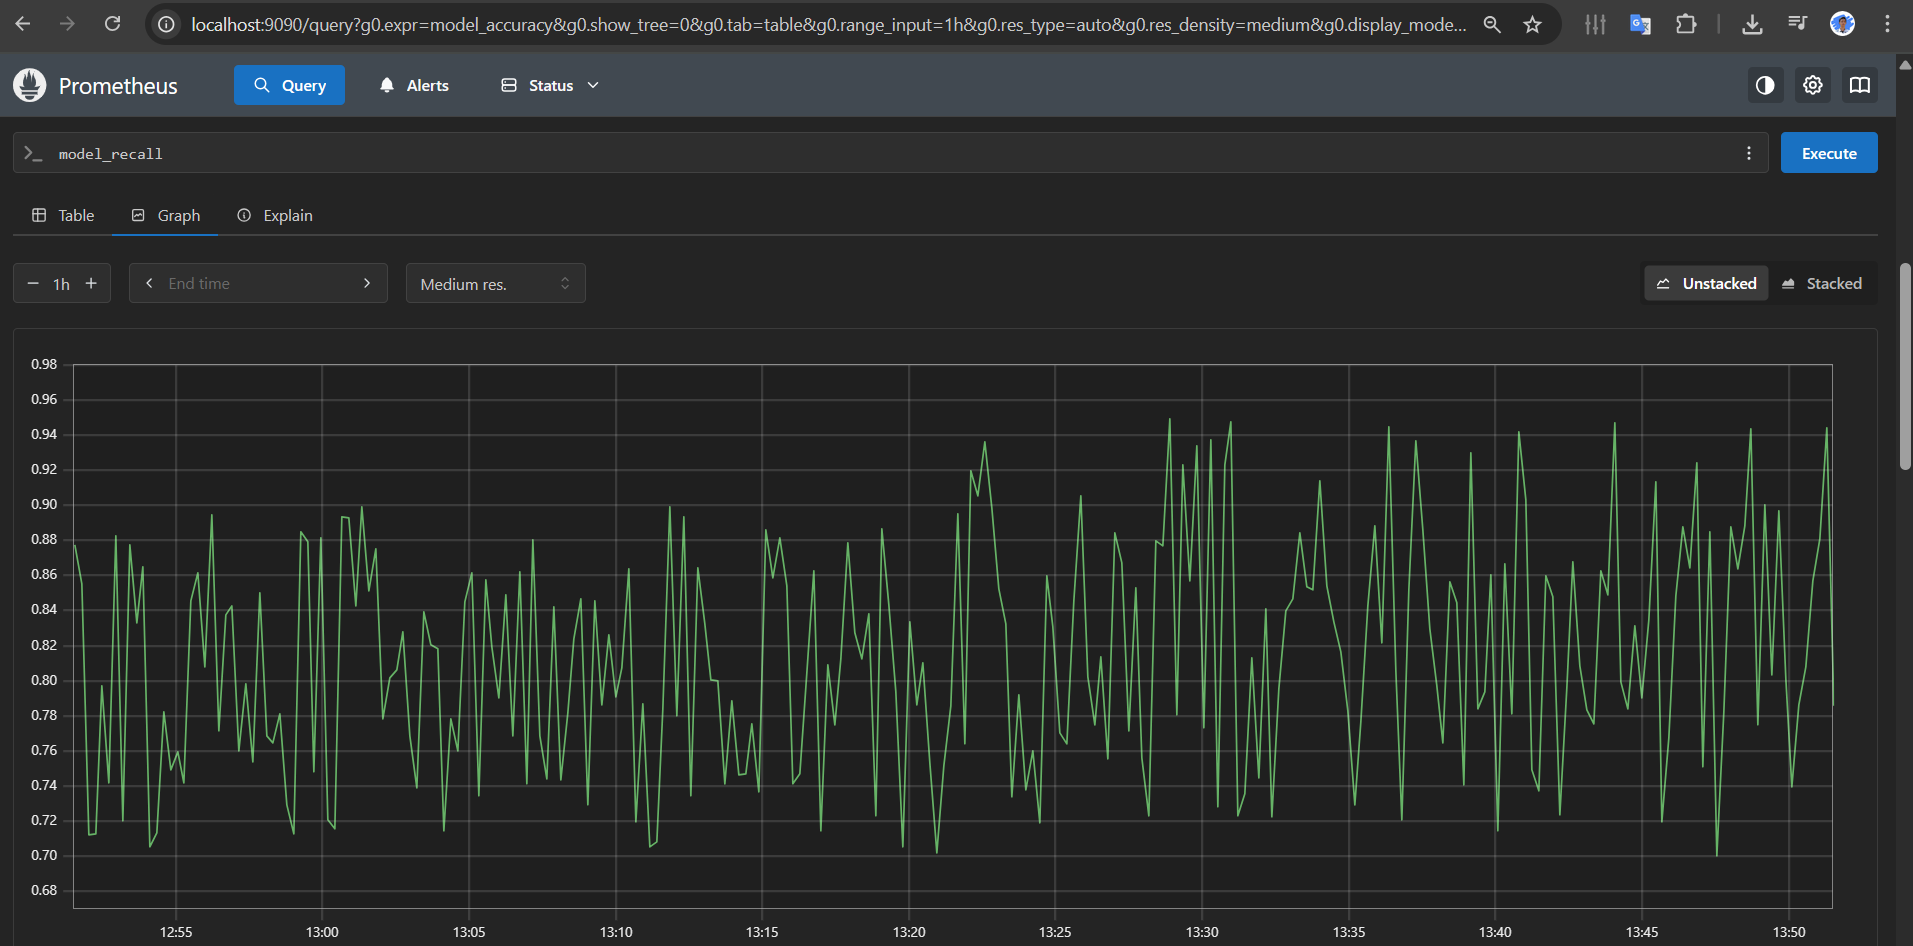 localhost:9090/query?g0.expr=model_accuracy&g0.show_tree=0&g0.tab=table&g0.range_input=1h&g0.res_type=auto&g0.res_density=medium&g0.display_mode...
Prometheus Query Alerts Status
>_ model_recall Execute
Table Graph Explain
− 1h + End time Medium res. Unstacked Stacked
0.98
0.96
0.94
0.92
0.90
0.88
0.86
0.84
0.82
0.80
0.78
0.76
0.74
0.72
0.70
0.68
12:55 13:00 13:05 13:10 13:15 13:20 13:25 13:30 13:35 13:40 13:45 13:50